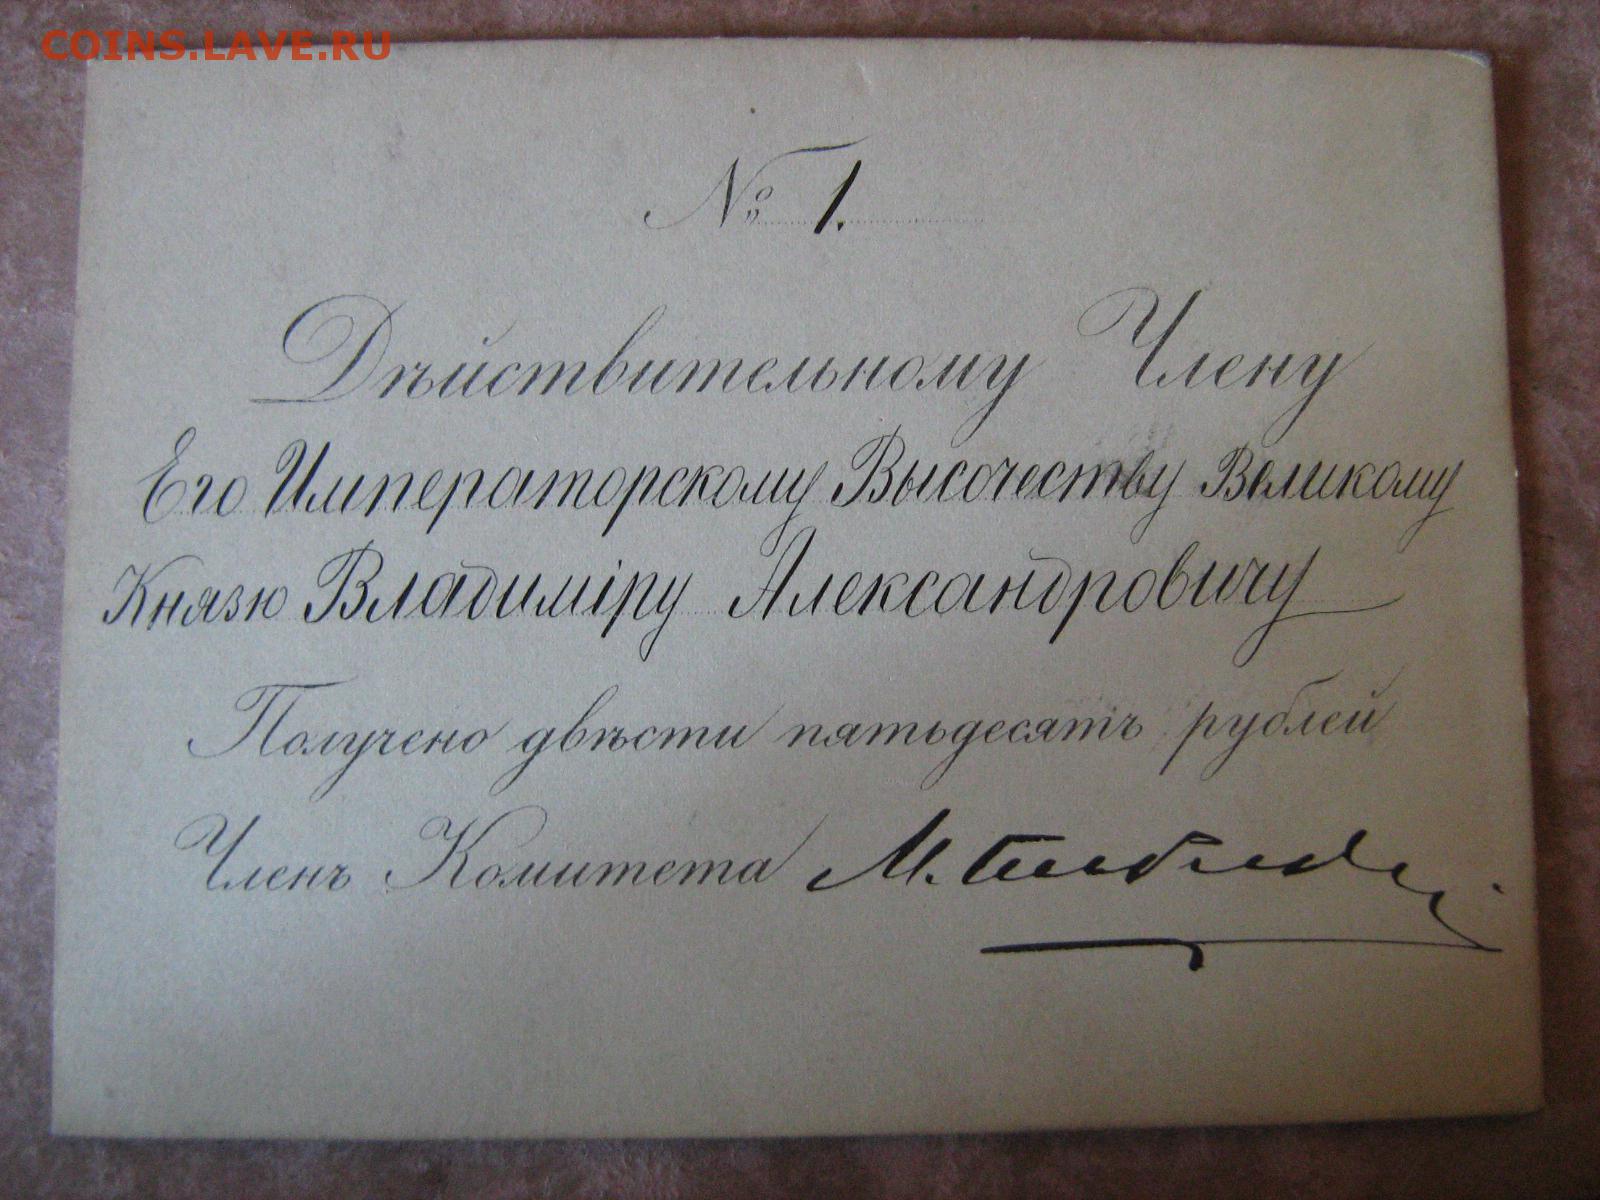 COINS.LAVE.RU
№ 1.
Дѣйствительному Члену
Его Императорскому Высочеству Великому
Князю Владиміру Александровичу
Получено двѣсти пятьдесятъ рублей
Членъ Комитета М.